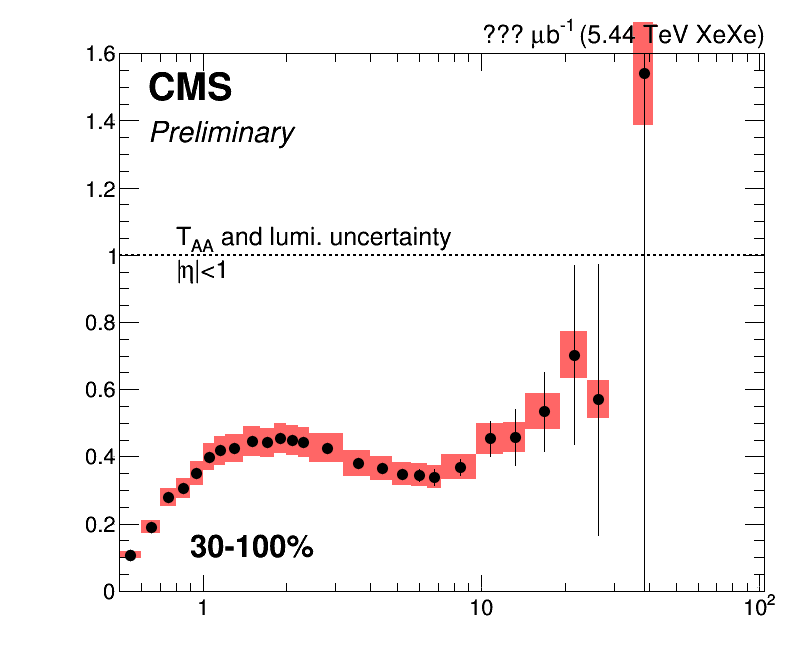 ??? μb⁻¹ (5.44 TeV XeXe)
CMS
Preliminary
T_AA and lumi. uncertainty
|η|<1
30-100%
1.6
1.4
1.2
1
0.8
0.6
0.4
0.2
0
1 10 10²